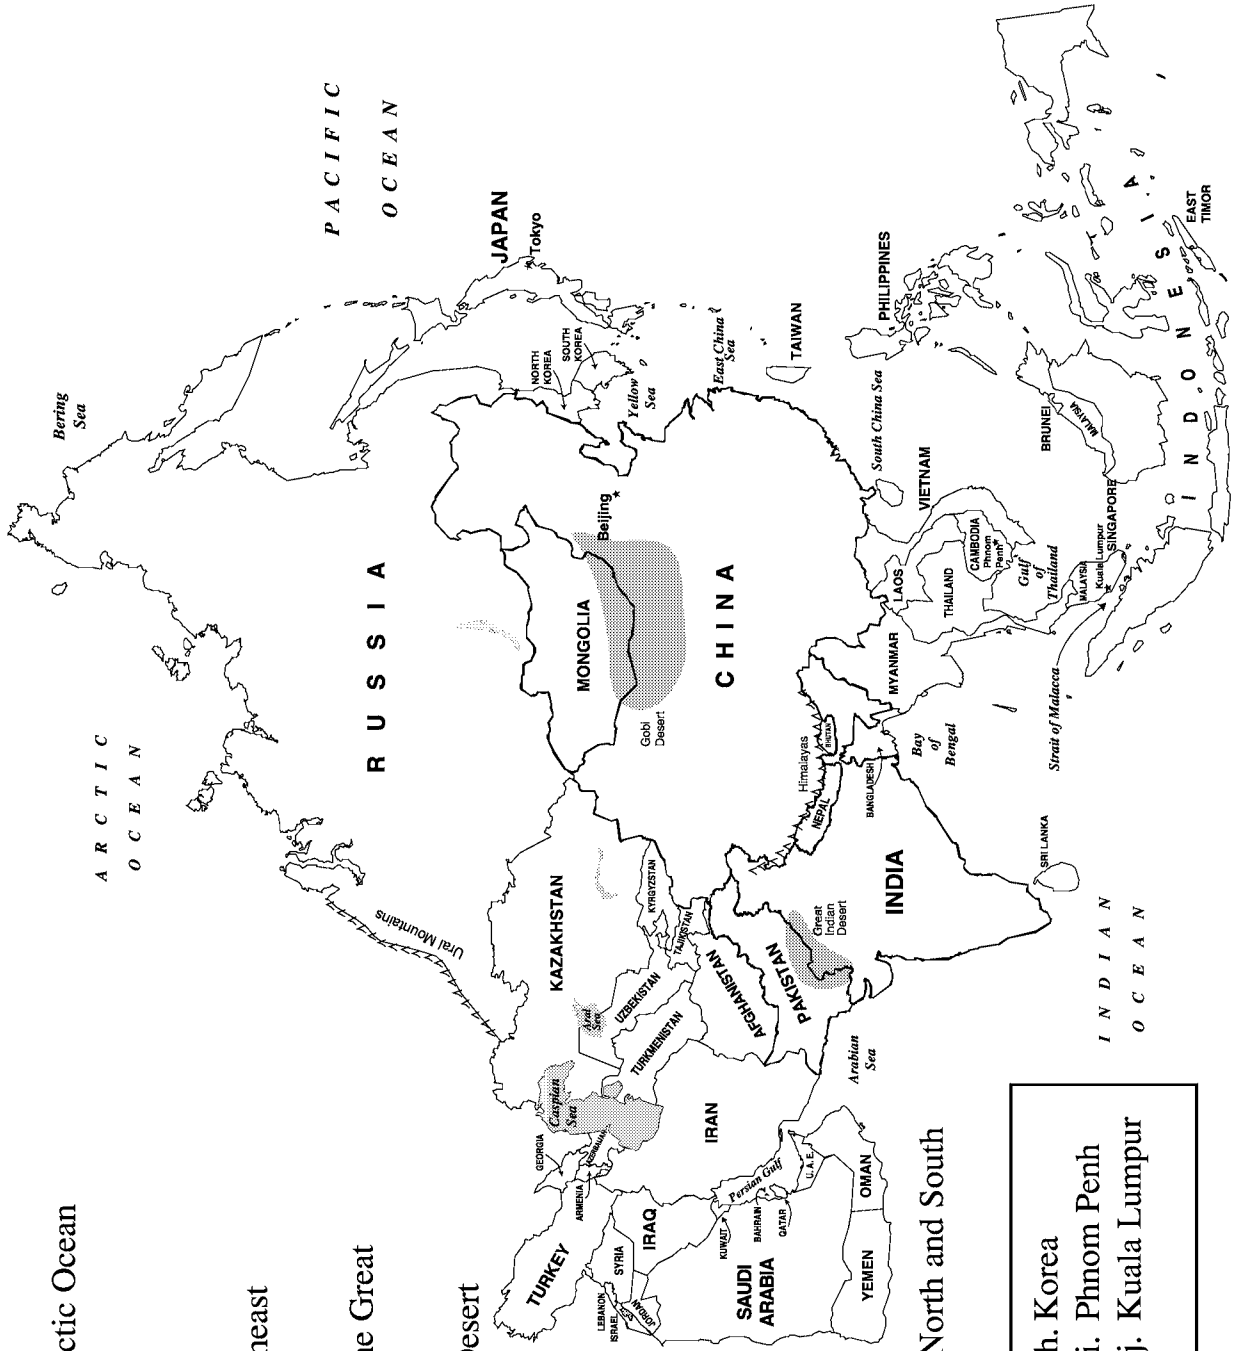 ctic Ocean
neast
ne Great
esert
North and South
h. Korea
i. Phnom Penh
j. Kuala Lumpur
ARCTIC
OCEAN
Bering
Sea
PACIFIC
OCEAN
RUSSIA
Ural Mountains
KAZAKHSTAN
MONGOLIA
Gobi
Desert
CHINA
Beijing
JAPAN
Tokyo
NORTH
KOREA
SOUTH
KOREA
Yellow
Sea
East China
Sea
TAIWAN
GEORGIA
ARMENIA
AZERBAIJAN
Caspian
Sea
Aral
Sea
UZBEKISTAN
TURKMENISTAN
KYRGYZSTAN
TAJIKISTAN
AFGHANISTAN
PAKISTAN
TURKEY
SYRIA
LEBANON
ISRAEL
JORDAN
IRAQ
IRAN
KUWAIT
Persian Gulf
BAHRAIN
QATAR
U.A.E.
SAUDI
ARABIA
OMAN
YEMEN
Arabian
Sea
Great
Indian
Desert
INDIA
Himalayas
NEPAL
BHUTAN
BANGLADESH
Bay
of
Bengal
SRI LANKA
INDIAN
OCEAN
MYANMAR
LAOS
THAILAND
VIETNAM
CAMBODIA
Phnom
Penh
Gulf
of
Thailand
South China Sea
PHILIPPINES
BRUNEI
MALAYSIA
MALAYSIA
Kuala Lumpur
SINGAPORE
Strait of Malacca
INDONESIA
EAST
TIMOR